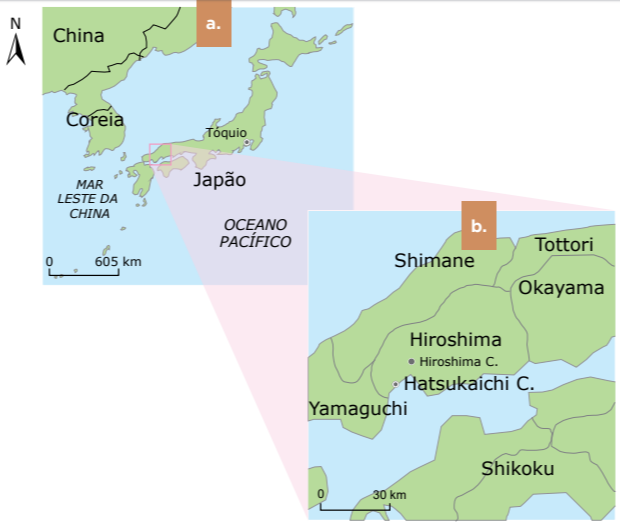 N
a.
China
Coreia
Tóquio
Japão
MAR
LESTE DA
CHINA
OCEANO
PACÍFICO
0 605 km
b.
Shimane
Tottori
Okayama
Hiroshima
Hiroshima C.
Hatsukaichi C.
Yamaguchi
Shikoku
0 30 km